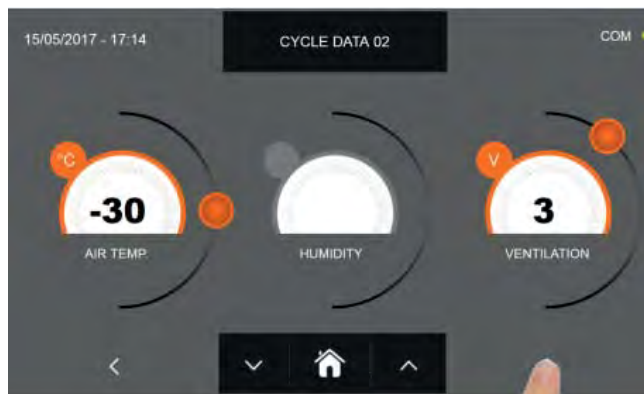 15/05/2017 - 17:14
CYCLE DATA 02
COM
°C
V
-30
3
AIR TEMP.
HUMIDITY
VENTILATION